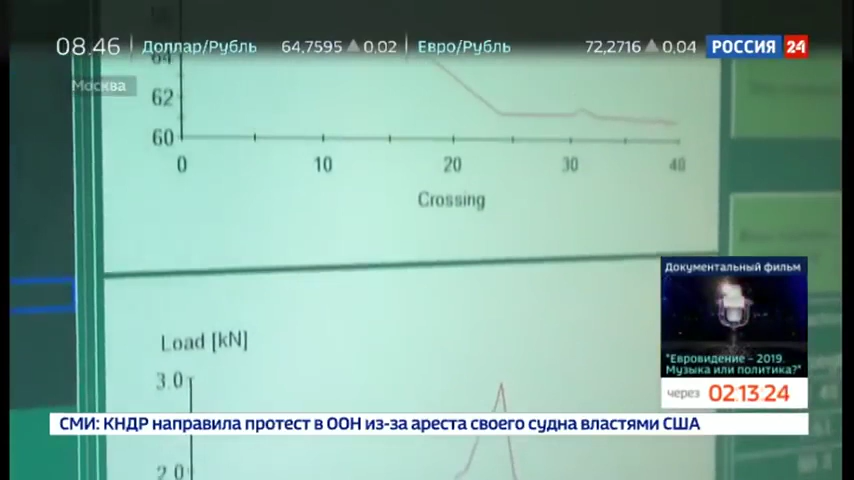 08.46 Доллар/Рубль 64,7595 ▲ 0,02 Евро/Рубль 72,2716 ▲ 0,04 РОССИЯ 24
Москва
64
62
60
0 10 20 30 40
Crossing
Load [kN]
3.0
2.0
Документальный фильм
"Евровидение – 2019.
Музыка или политика?"
через 02.13.24
СМИ: КНДР направила протест в ООН из-за ареста своего судна властями США